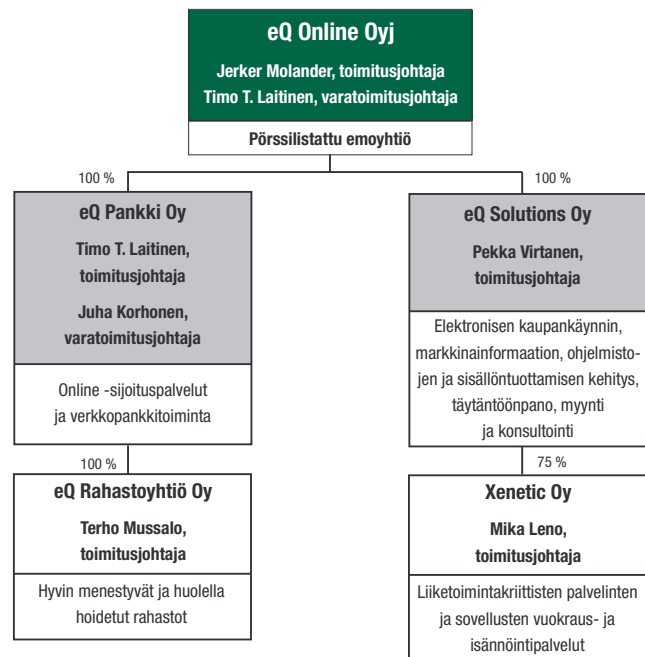 eQ Online Oyj
Jerker Molander, toimitusjohtaja
Timo T. Laitinen, varatoimitusjohtaja
Pörssilistattu emoyhtiö
100 %
100 %
eQ Pankki Oy
Timo T. Laitinen,
toimitusjohtaja
Juha Korhonen,
varatoimitusjohtaja
Online -sijoituspalvelut
ja verkkopankkitoiminta
eQ Solutions Oy
Pekka Virtanen,
toimitusjohtaja
Elektronisen kaupankäynnin,
markkinainformaation, ohjelmisto-
jen ja sisällöntuottamisen kehitys,
täytäntöönpano, myynti
ja konsultointi
100 %
75 %
eQ Rahastoyhtiö Oy
Terho Mussalo,
toimitusjohtaja
Hyvin menestyvät ja huolella
hoidetut rahastot
Xenetic Oy
Mika Leno,
toimitusjohtaja
Liiketoimintakriittisten palvelinten
ja sovellusten vuokraus- ja
isännöintipalvelut